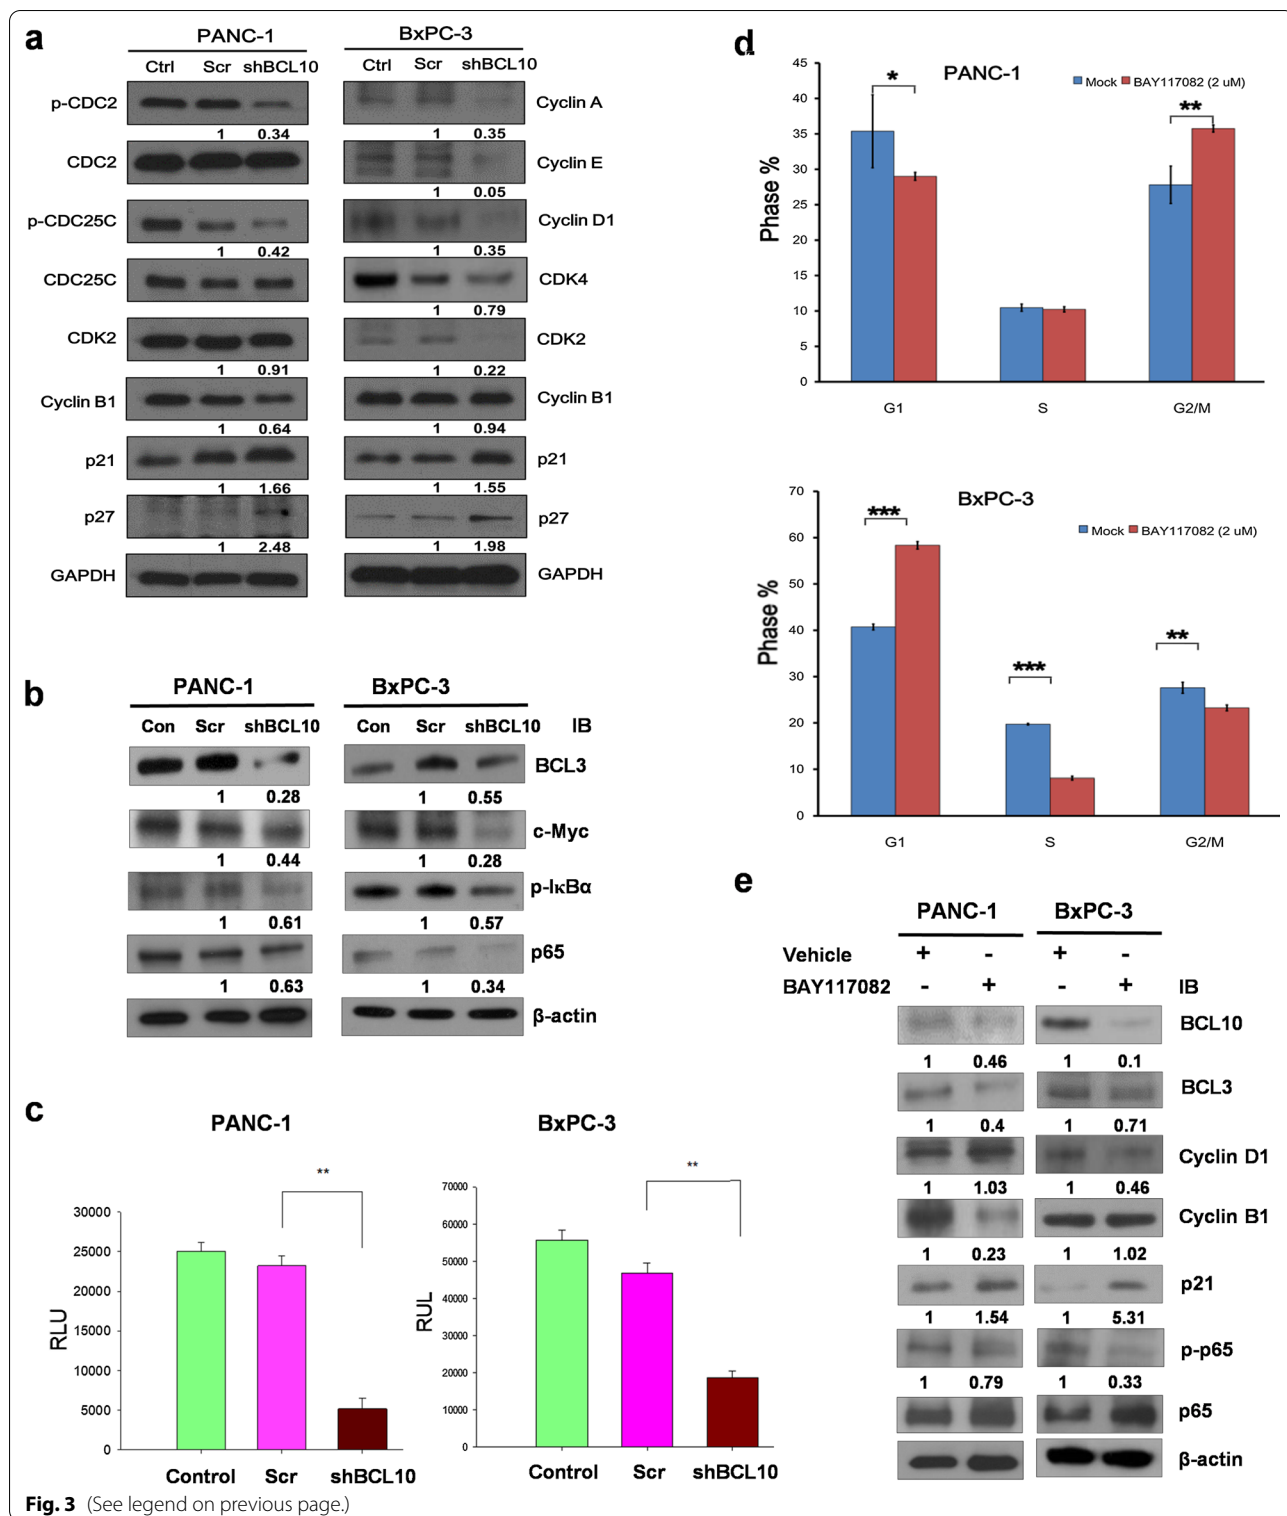 a
PANC-1
BxPC-3
Ctrl Scr shBCL10
Ctrl Scr shBCL10
p-CDC2
Cyclin A
1 0.34
1 0.35
CDC2
Cyclin E
1 0.05
p-CDC25C
Cyclin D1
1 0.42
1 0.35
CDC25C
CDK4
1 0.79
CDK2
CDK2
1 0.91
1 0.22
Cyclin B1
Cyclin B1
1 0.64
1 0.94
p21
p21
1 1.66
1 1.55
p27
p27
1 2.48
1 1.98
GAPDH
GAPDH
b
PANC-1
BxPC-3
Con Scr shBCL10
Con Scr shBCL10 IB
BCL3
1 0.28
1 0.55
c-Myc
1 0.44
1 0.28
p-IκBα
1 0.61
1 0.57
p65
1 0.63
1 0.34
β-actin
c
PANC-1
**
RLU
30000
25000
20000
15000
10000
5000
0
Control Scr shBCL10
BxPC-3
**
RUL
70000
60000
50000
40000
30000
20000
10000
0
Control Scr shBCL10
d
PANC-1
Mock BAY117082 (2 uM)
*
**
Phase %
45
40
35
30
25
20
15
10
5
0
G1 S G2/M
BxPC-3
Mock BAY117082 (2 uM)
***
***
**
Phase %
70
60
50
40
30
20
10
0
G1 S G2/M
e
PANC-1
BxPC-3
Vehicle + - + -
BAY117082 - + - + IB
BCL10
1 0.46 1 0.1
BCL3
1 0.4 1 0.71
Cyclin D1
1 1.03 1 0.46
Cyclin B1
1 0.23 1 1.02
p21
1 1.54 1 5.31
p-p65
1 0.79 1 0.33
p65
β-actin
Fig. 3 (See legend on previous page.)